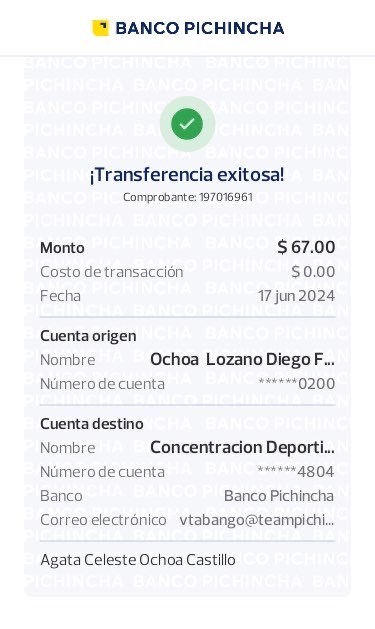 BANCO PICHINCHA
¡Transferencia exitosa!
Comprobante: 197016961
Monto $ 67.00
Costo de transacción $ 0.00
Fecha 17 jun 2024
Cuenta origen
Nombre Ochoa Lozano Diego F...
Número de cuenta ******0200
Cuenta destino
Nombre Concentracion Deporti...
Número de cuenta ******4804
Banco Banco Pichincha
Correo electrónico vtabango@teampichi...
Agata Celeste Ochoa Castillo